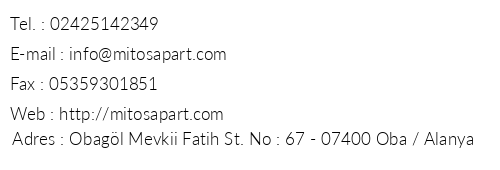 Tel. : 02425142349
E-mail : info@mitosapart.com
Fax : 05359301851
Web : http://mitosapart.com
Adres : Obagöl Mevkii Fatih St. No : 67 - 07400 Oba / Alanya